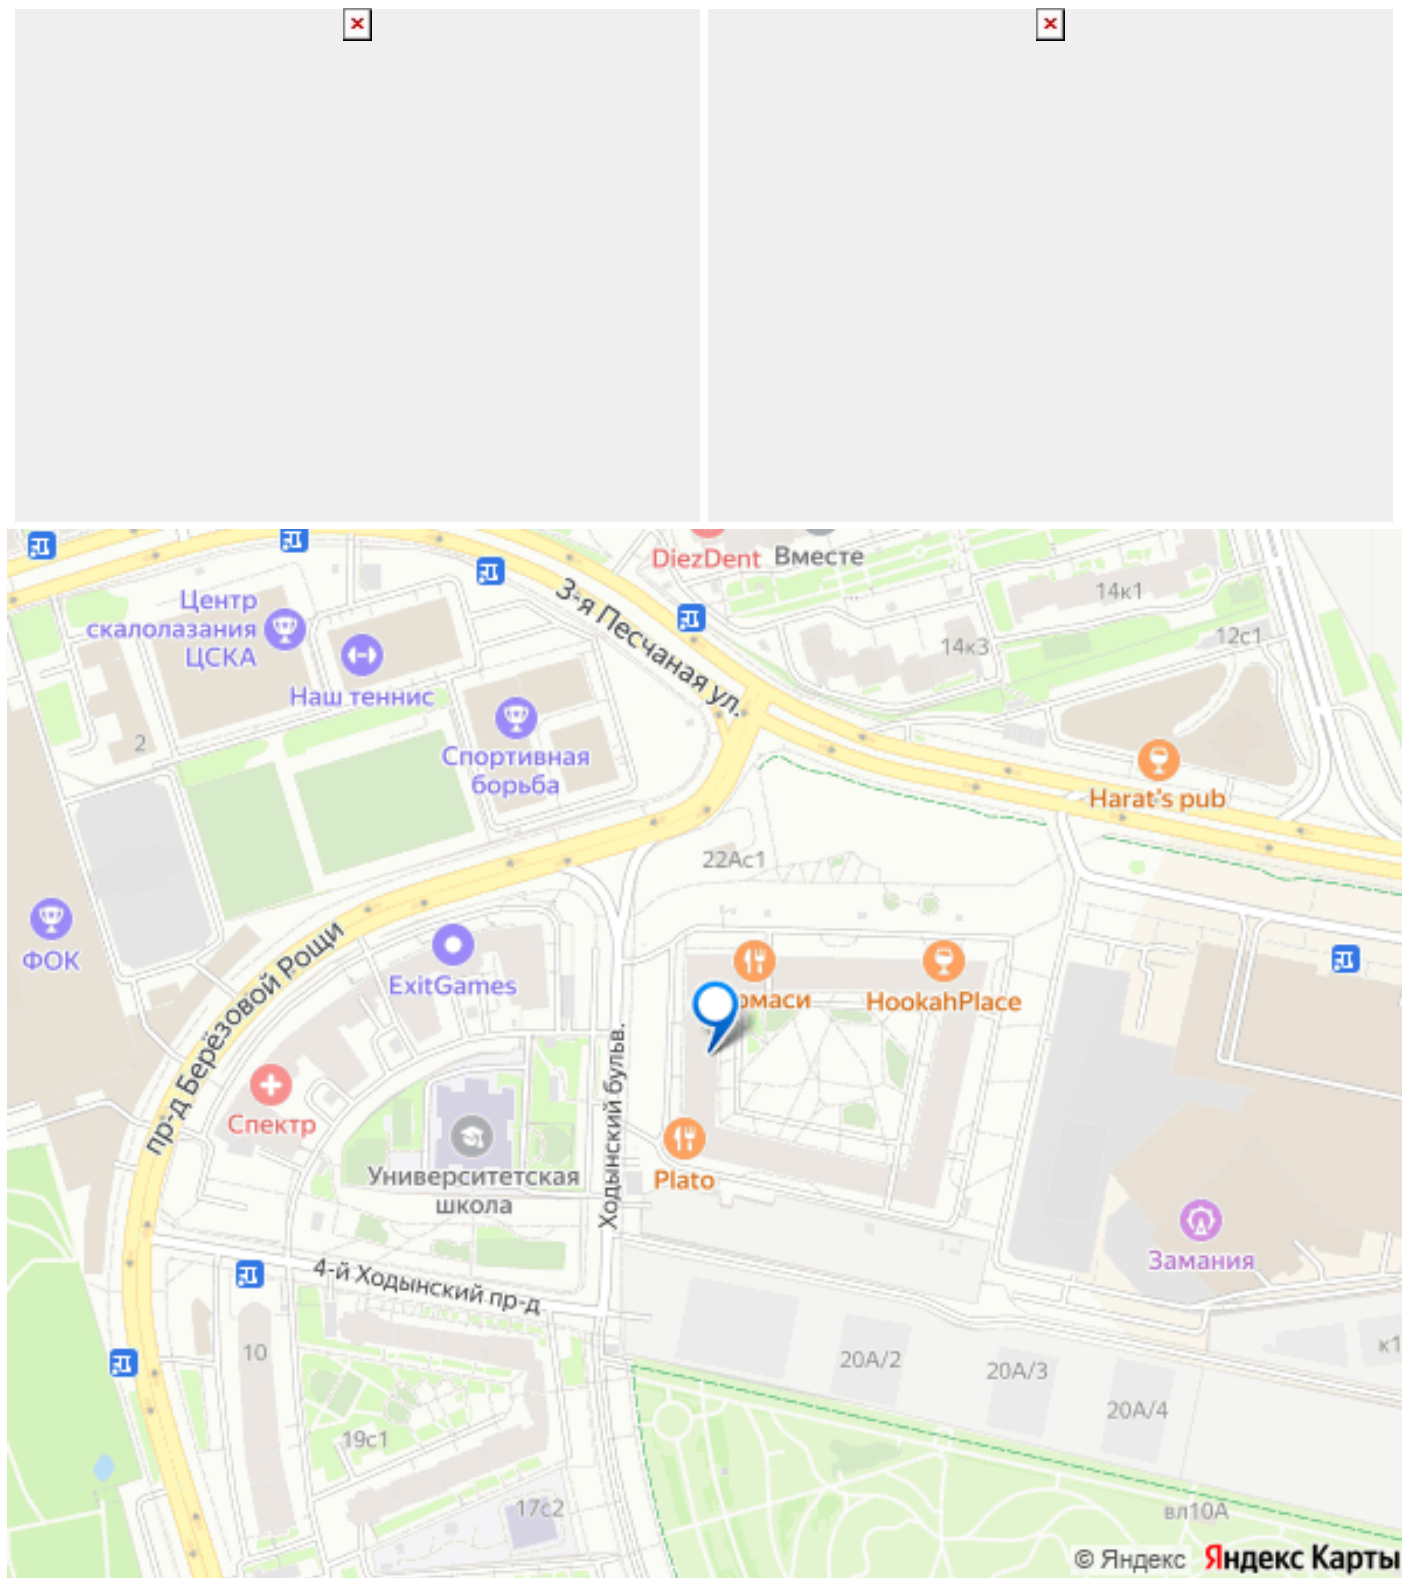 DiezDent
Вместе
14к1
Центр
скалолазания
ЦСКА
3-я Песчаная ул.
14к3
12с1
Наш теннис
2
Спортивная
борьба
Harat's pub
22Ас1
ФОК
ExitGames
HookahPlace
пр-д Берёзовой Рощи
Ходынский бульв.
Спектр
Plato
Университетская
школа
Замания
4-й Ходынский пр-д
10
20А/2
20А/3
к1
20А/4
19с1
17с2
вл10А
© Яндекс Яндекс Карты